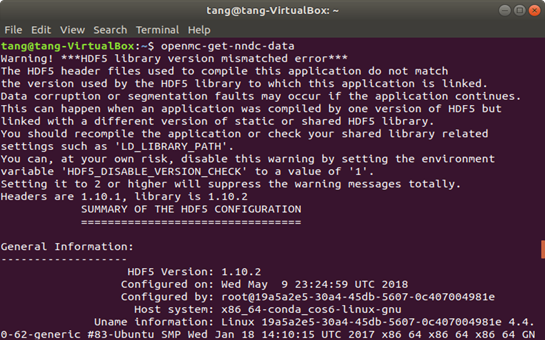 tang@tang-VirtualBox: ~
File Edit View Search Terminal Help
tang@tang-VirtualBox:~$ openmc-get-nndc-data
Warning! ***HDF5 library version mismatched error***
The HDF5 header files used to compile this application do not match
the version used by the HDF5 library to which this application is linked.
Data corruption or segmentation faults may occur if the application continues.
This can happen when an application was compiled by one version of HDF5 but
linked with a different version of static or shared HDF5 library.
You should recompile the application or check your shared library related
settings such as 'LD_LIBRARY_PATH'.
You can, at your own risk, disable this warning by setting the environment
variable 'HDF5_DISABLE_VERSION_CHECK' to a value of '1'.
Setting it to 2 or higher will suppress the warning messages totally.
Headers are 1.10.1, library is 1.10.2
SUMMARY OF THE HDF5 CONFIGURATION
=================================
General Information:
-------------------
HDF5 Version: 1.10.2
Configured on: Wed May  9 23:24:59 UTC 2018
Configured by: root@19a5a2e5-30a4-45db-5607-0c407004981e
Host system: x86_64-conda_cos6-linux-gnu
Uname information: Linux 19a5a2e5-30a4-45db-5607-0c407004981e 4.4.
0-62-generic #83-Ubuntu SMP Wed Jan 18 14:10:15 UTC 2017 x86_64 x86_64 x86_64 GN